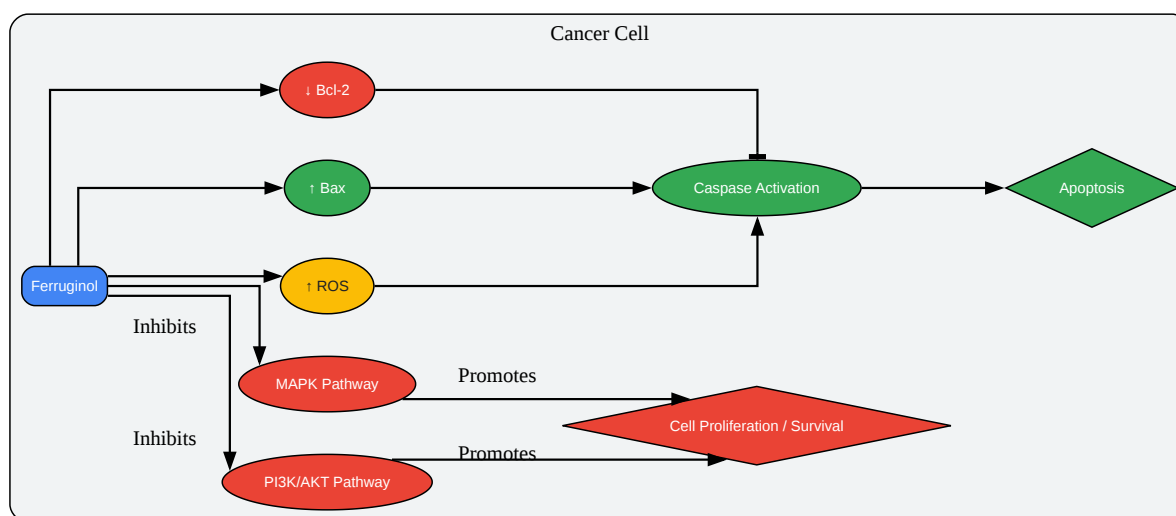 Cancer Cell
↓ Bcl-2
↑ Bax
Caspase Activation
Apoptosis
Ferruginol
↑ ROS
Inhibits
MAPK Pathway
Promotes
Cell Proliferation / Survival
Inhibits
Promotes
PI3K/AKT Pathway